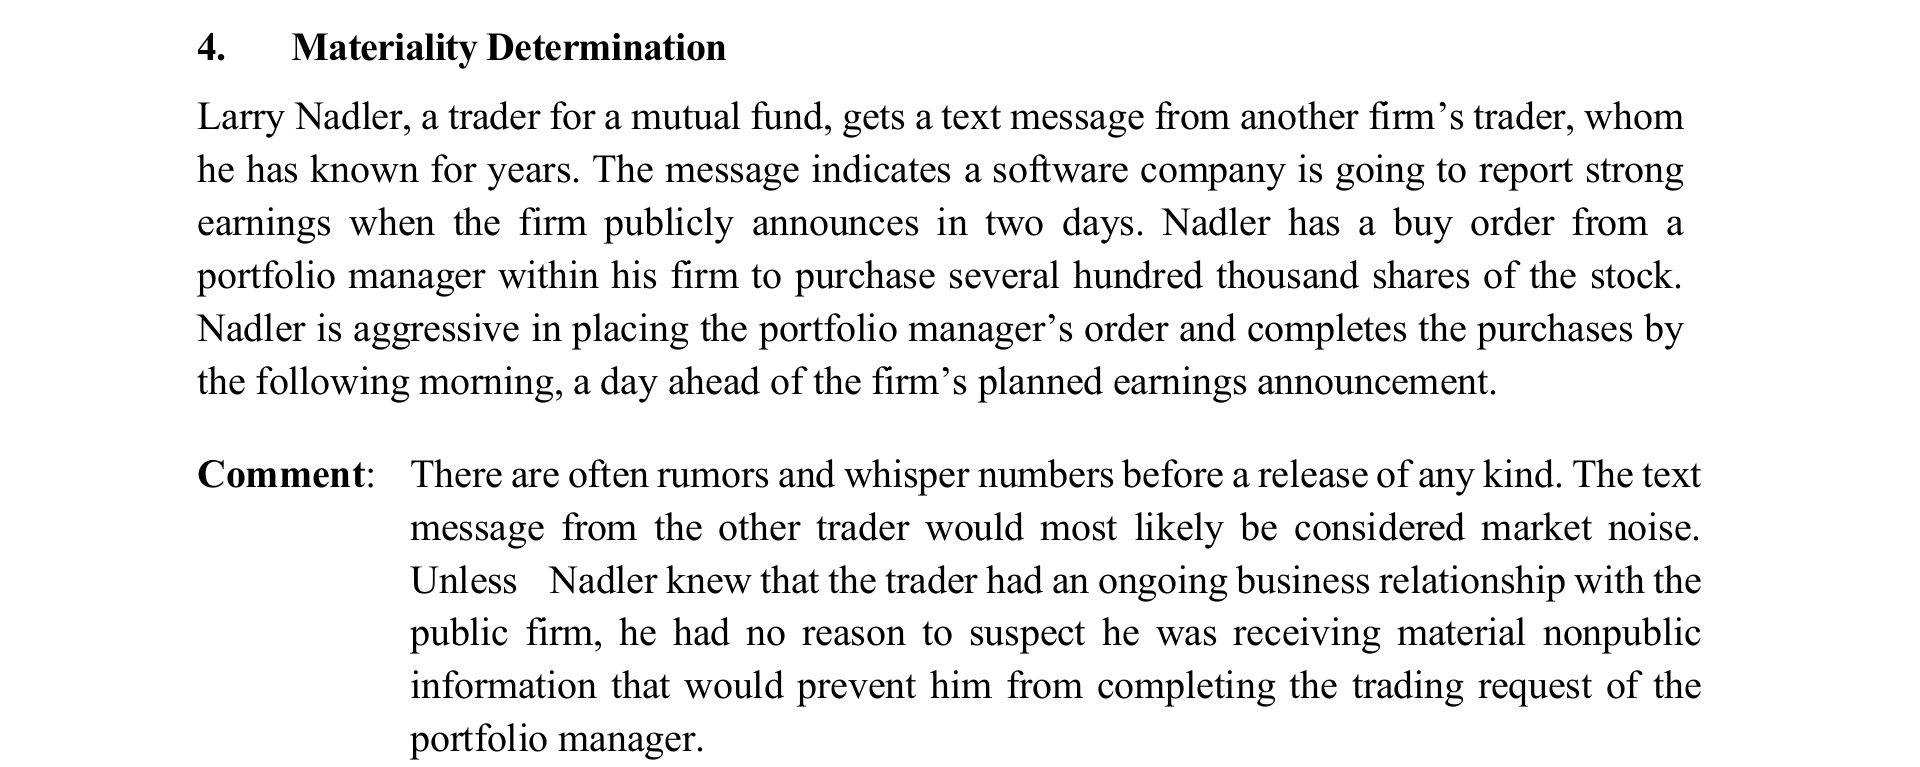 4. Materiality Determination
Larry Nadler, a trader for a mutual fund, gets a text message from another firm’s trader, whom
he has known for years. The message indicates a software company is going to report strong
earnings when the firm publicly announces in two days. Nadler has a buy order from a
portfolio manager within his firm to purchase several hundred thousand shares of the stock.
Nadler is aggressive in placing the portfolio manager’s order and completes the purchases by
the following morning, a day ahead of the firm’s planned earnings announcement.
Comment: There are often rumors and whisper numbers before a release of any kind. The text
message from the other trader would most likely be considered market noise.
Unless Nadler knew that the trader had an ongoing business relationship with the
public firm, he had no reason to suspect he was receiving material nonpublic
information that would prevent him from completing the trading request of the
portfolio manager.